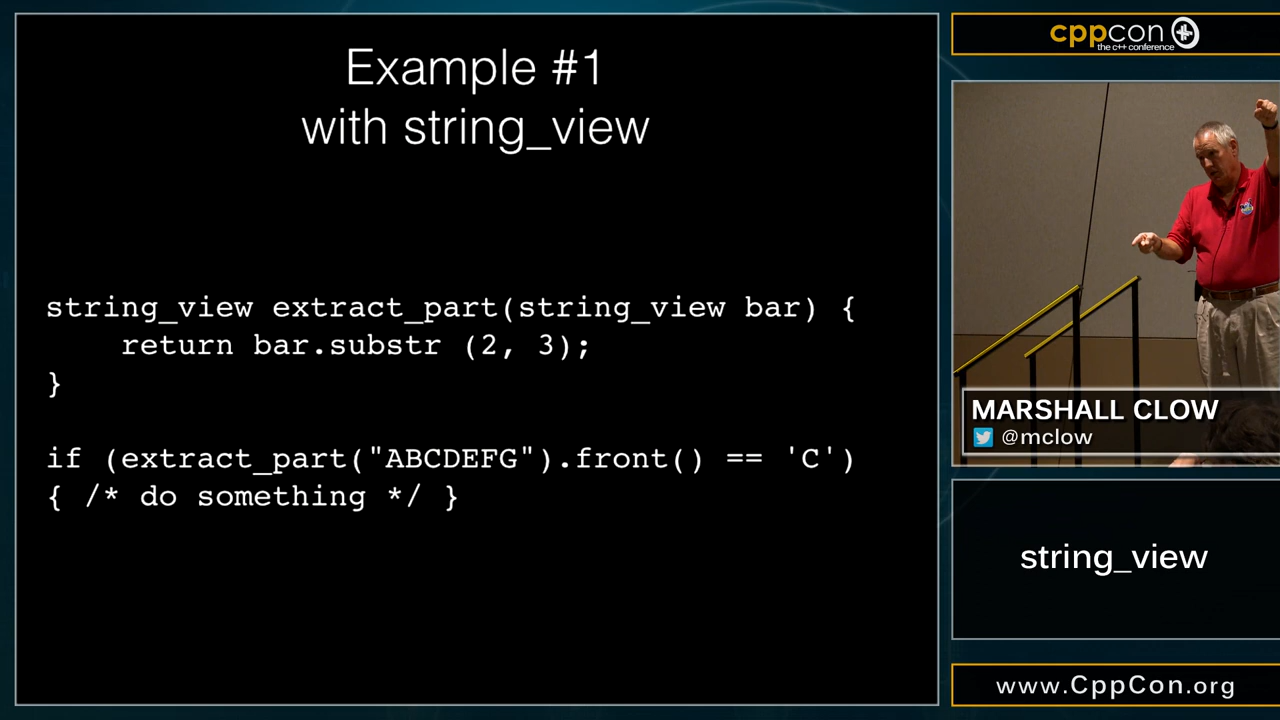 Example #1
with string_view
string_view extract_part(string_view bar) {
    return bar.substr (2, 3);
}
if (extract_part("ABCDEFG").front() == 'C')
{ /* do something */ }
cppcon
the c++ conference
MARSHALL CLOW
@mclow
string_view
www.CppCon.org